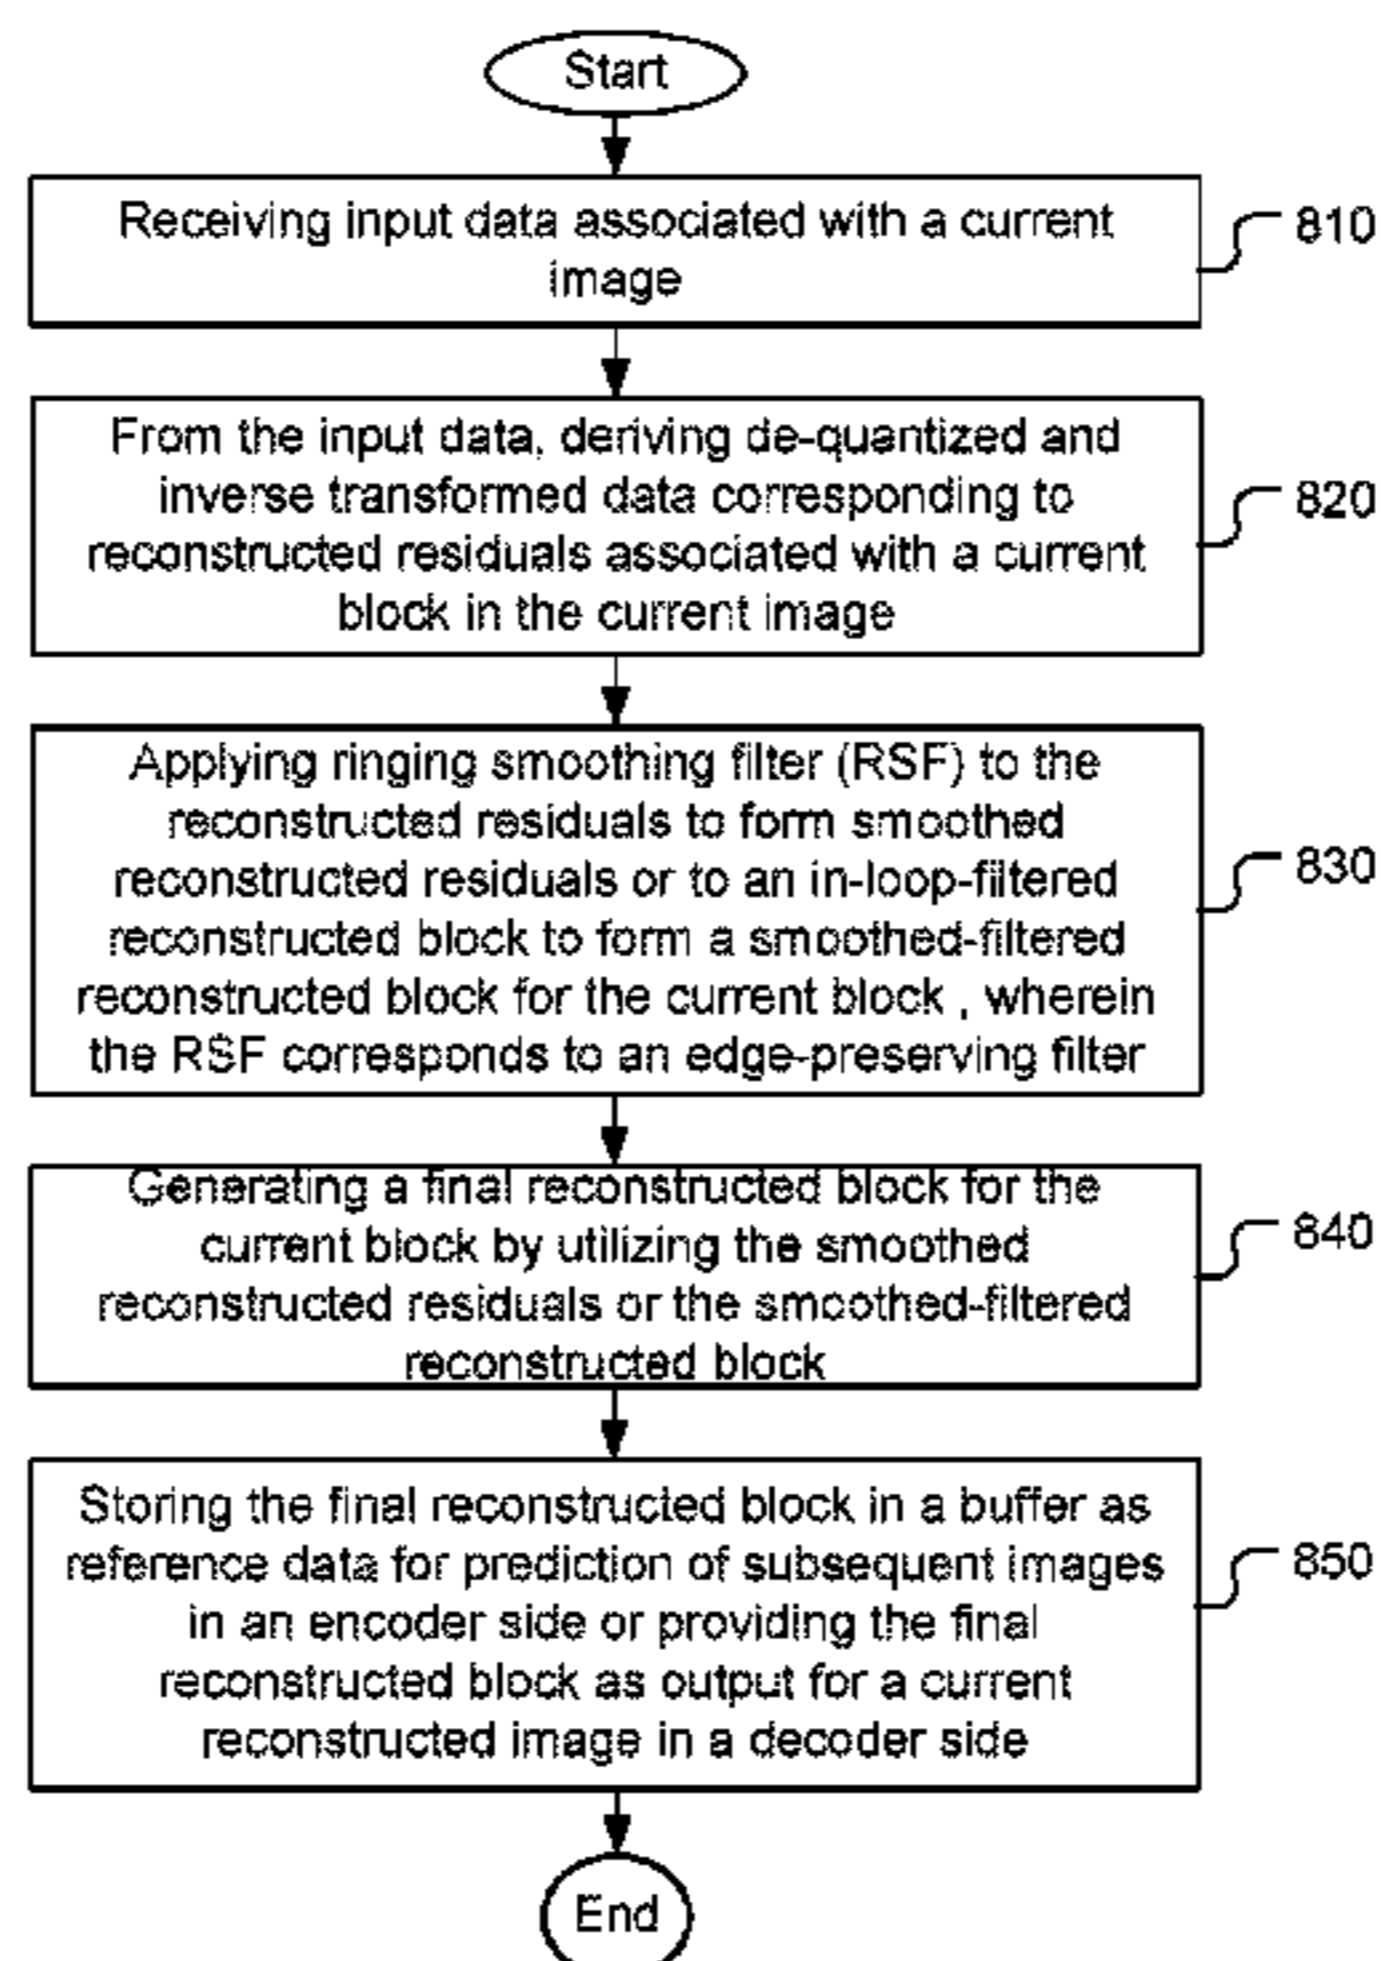 Start
Receiving input data associated with a current
image
810
From the input data, deriving de-quantized and
inverse transformed data corresponding to
reconstructed residuals associated with a current
block in the current image
820
Applying ringing smoothing filter (RSF) to the
reconstructed residuals to form smoothed
reconstructed residuals or to an in-loop-filtered
reconstructed block to form a smoothed-filtered
reconstructed block for the current block , wherein
the RSF corresponds to an edge-preserving filter
830
Generating a final reconstructed block for the
current block by utilizing the smoothed
reconstructed residuals or the smoothed-filtered
reconstructed block
840
Storing the final reconstructed block in a buffer as
reference data for prediction of subsequent images
in an encoder side or providing the final
reconstructed block as output for a current
reconstructed image in a decoder side
850
End